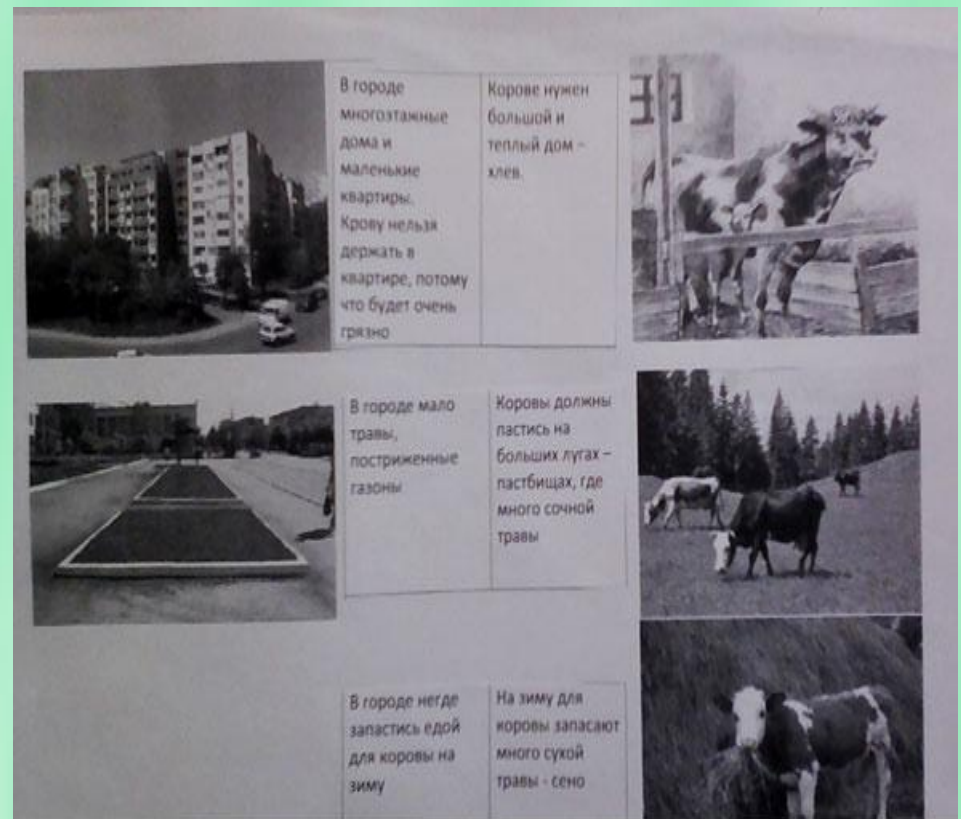 В городе
многоэтажные
дома и
маленькие
квартиры.
Крову нельзя
держать в
квартире, потому
что будет очень
грязно
Корове нужен
большой и
теплый дом –
хлев.
В городе мало
травы,
постриженные
газоны
Коровы должны
пастись на
больших лугах –
пастбищах, где
много сочной
травы
В городе негде
запастись едой
для коровы на
зиму
На зиму для
коровы запасают
много сухой
травы - сено